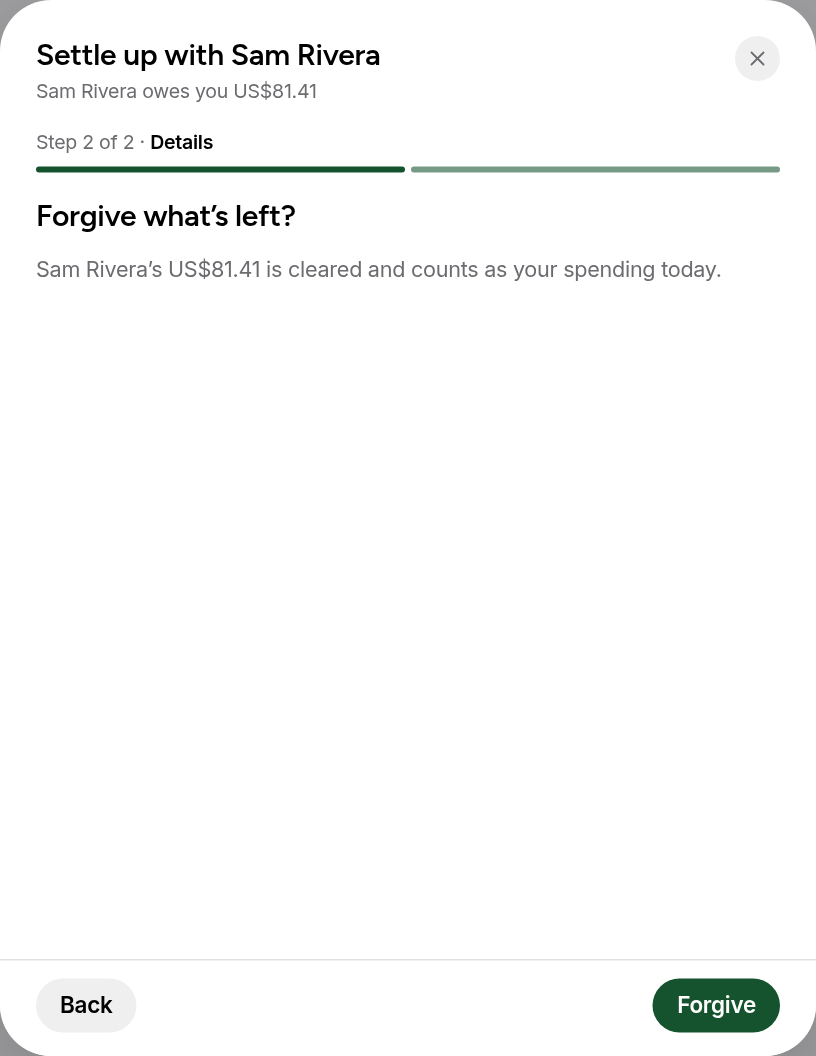 Settle up with Sam Rivera
Sam Rivera owes you US$81.41
Step 2 of 2 · Details
Forgive what’s left?
Sam Rivera’s US$81.41 is cleared and counts as your spending today.
Back
Forgive